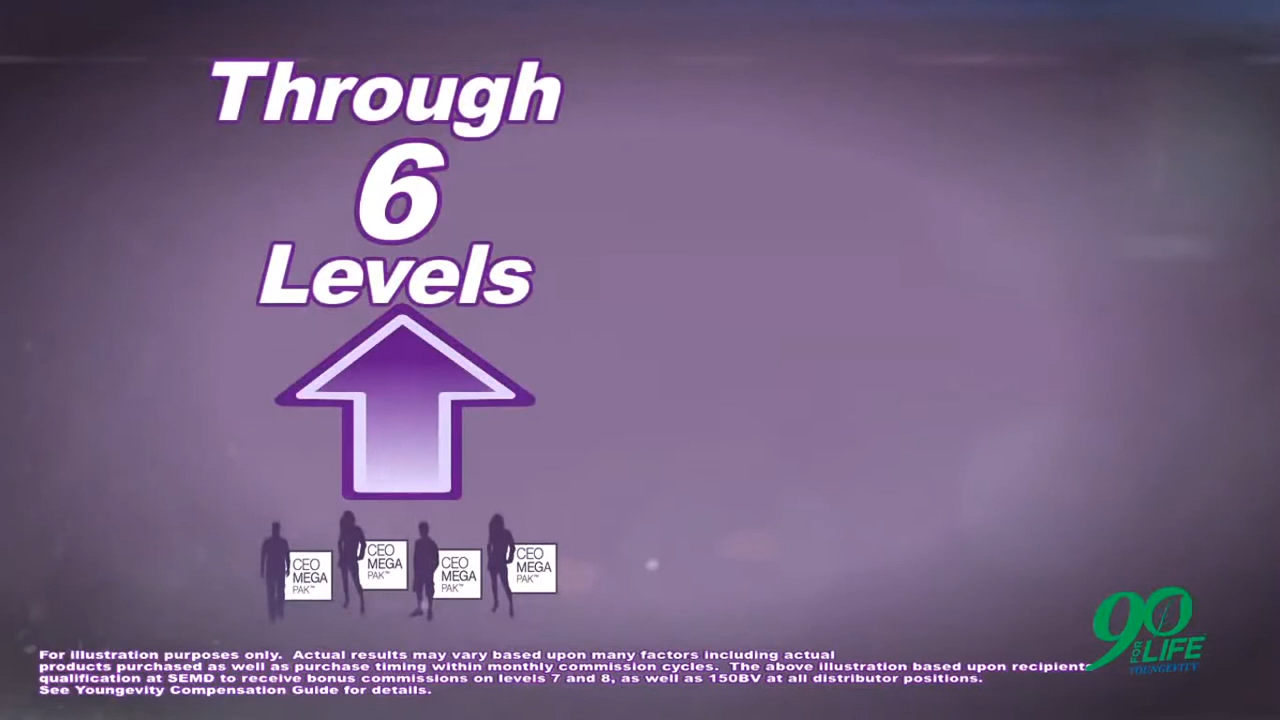 Through
6
Levels
CEO
MEGA
PAK™
CEO
MEGA
PAK™
CEO
MEGA
PAK™
CEO
MEGA
PAK™
90
FOR
LIFE
YOUNGEVITY
For illustration purposes only. Actual results may vary based upon many factors including actual
products purchased as well as purchase timing within monthly commission cycles. The above illustration based upon recipients
qualification at SEMD to receive bonus commissions on levels 7 and 8, as well as 150BV at all distributor positions.
See Youngevity Compensation Guide for details.